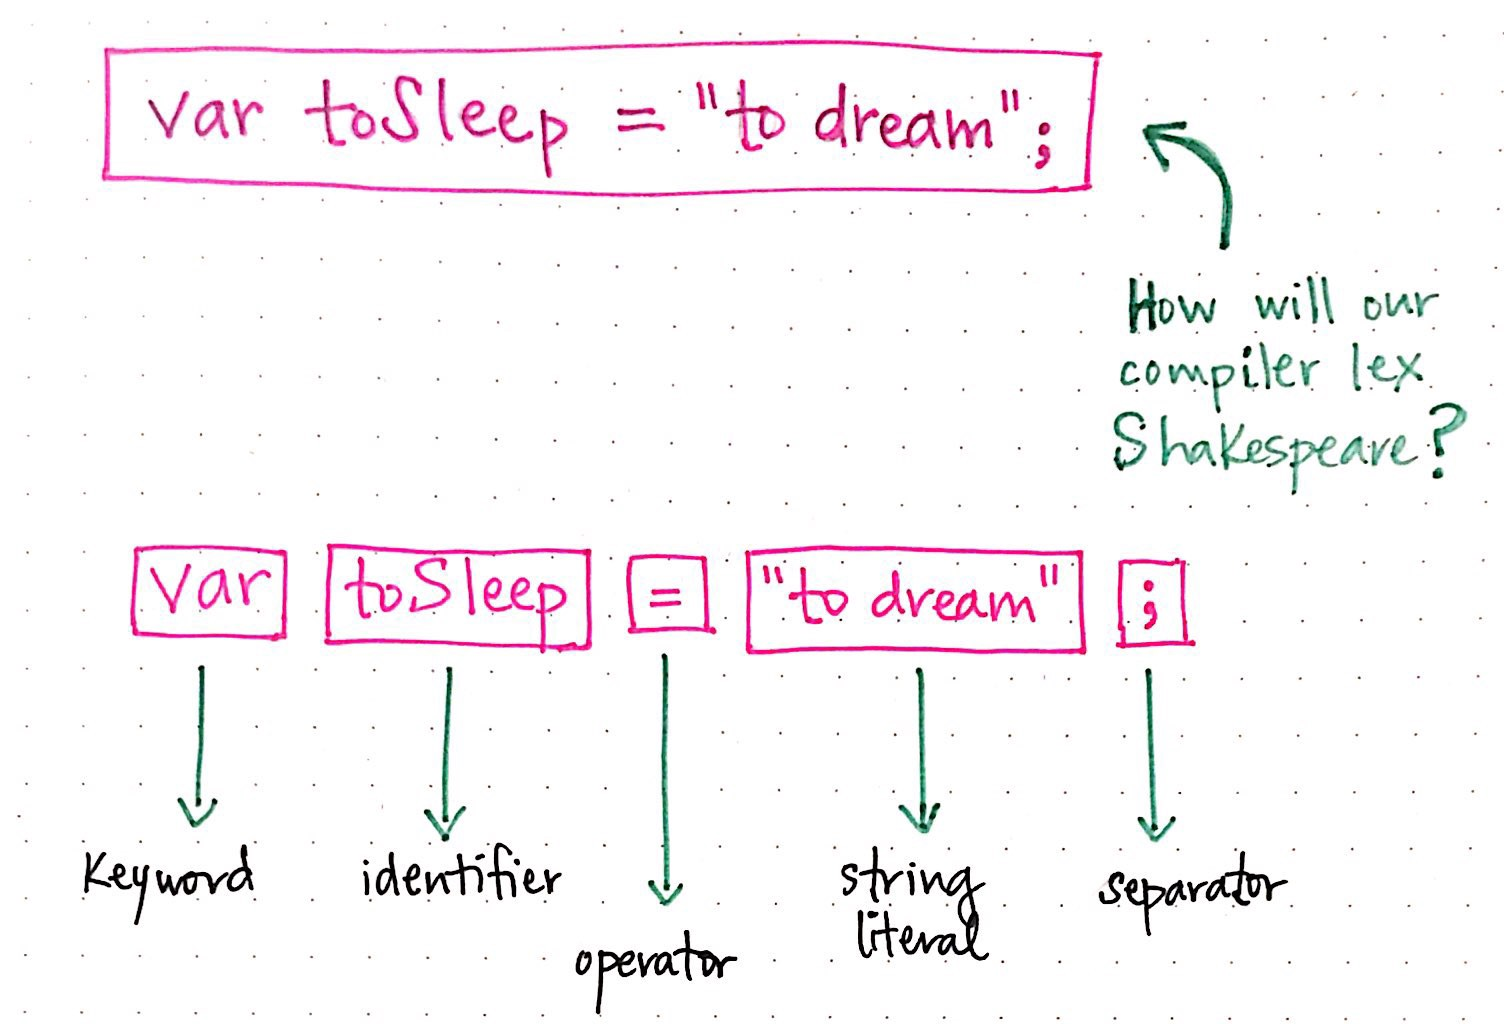 var toSleep = "to dream";
How will our
compiler lex
Shakespeare?
var toSleep = "to dream" ;
Keyword identifier string separator
literal
operator